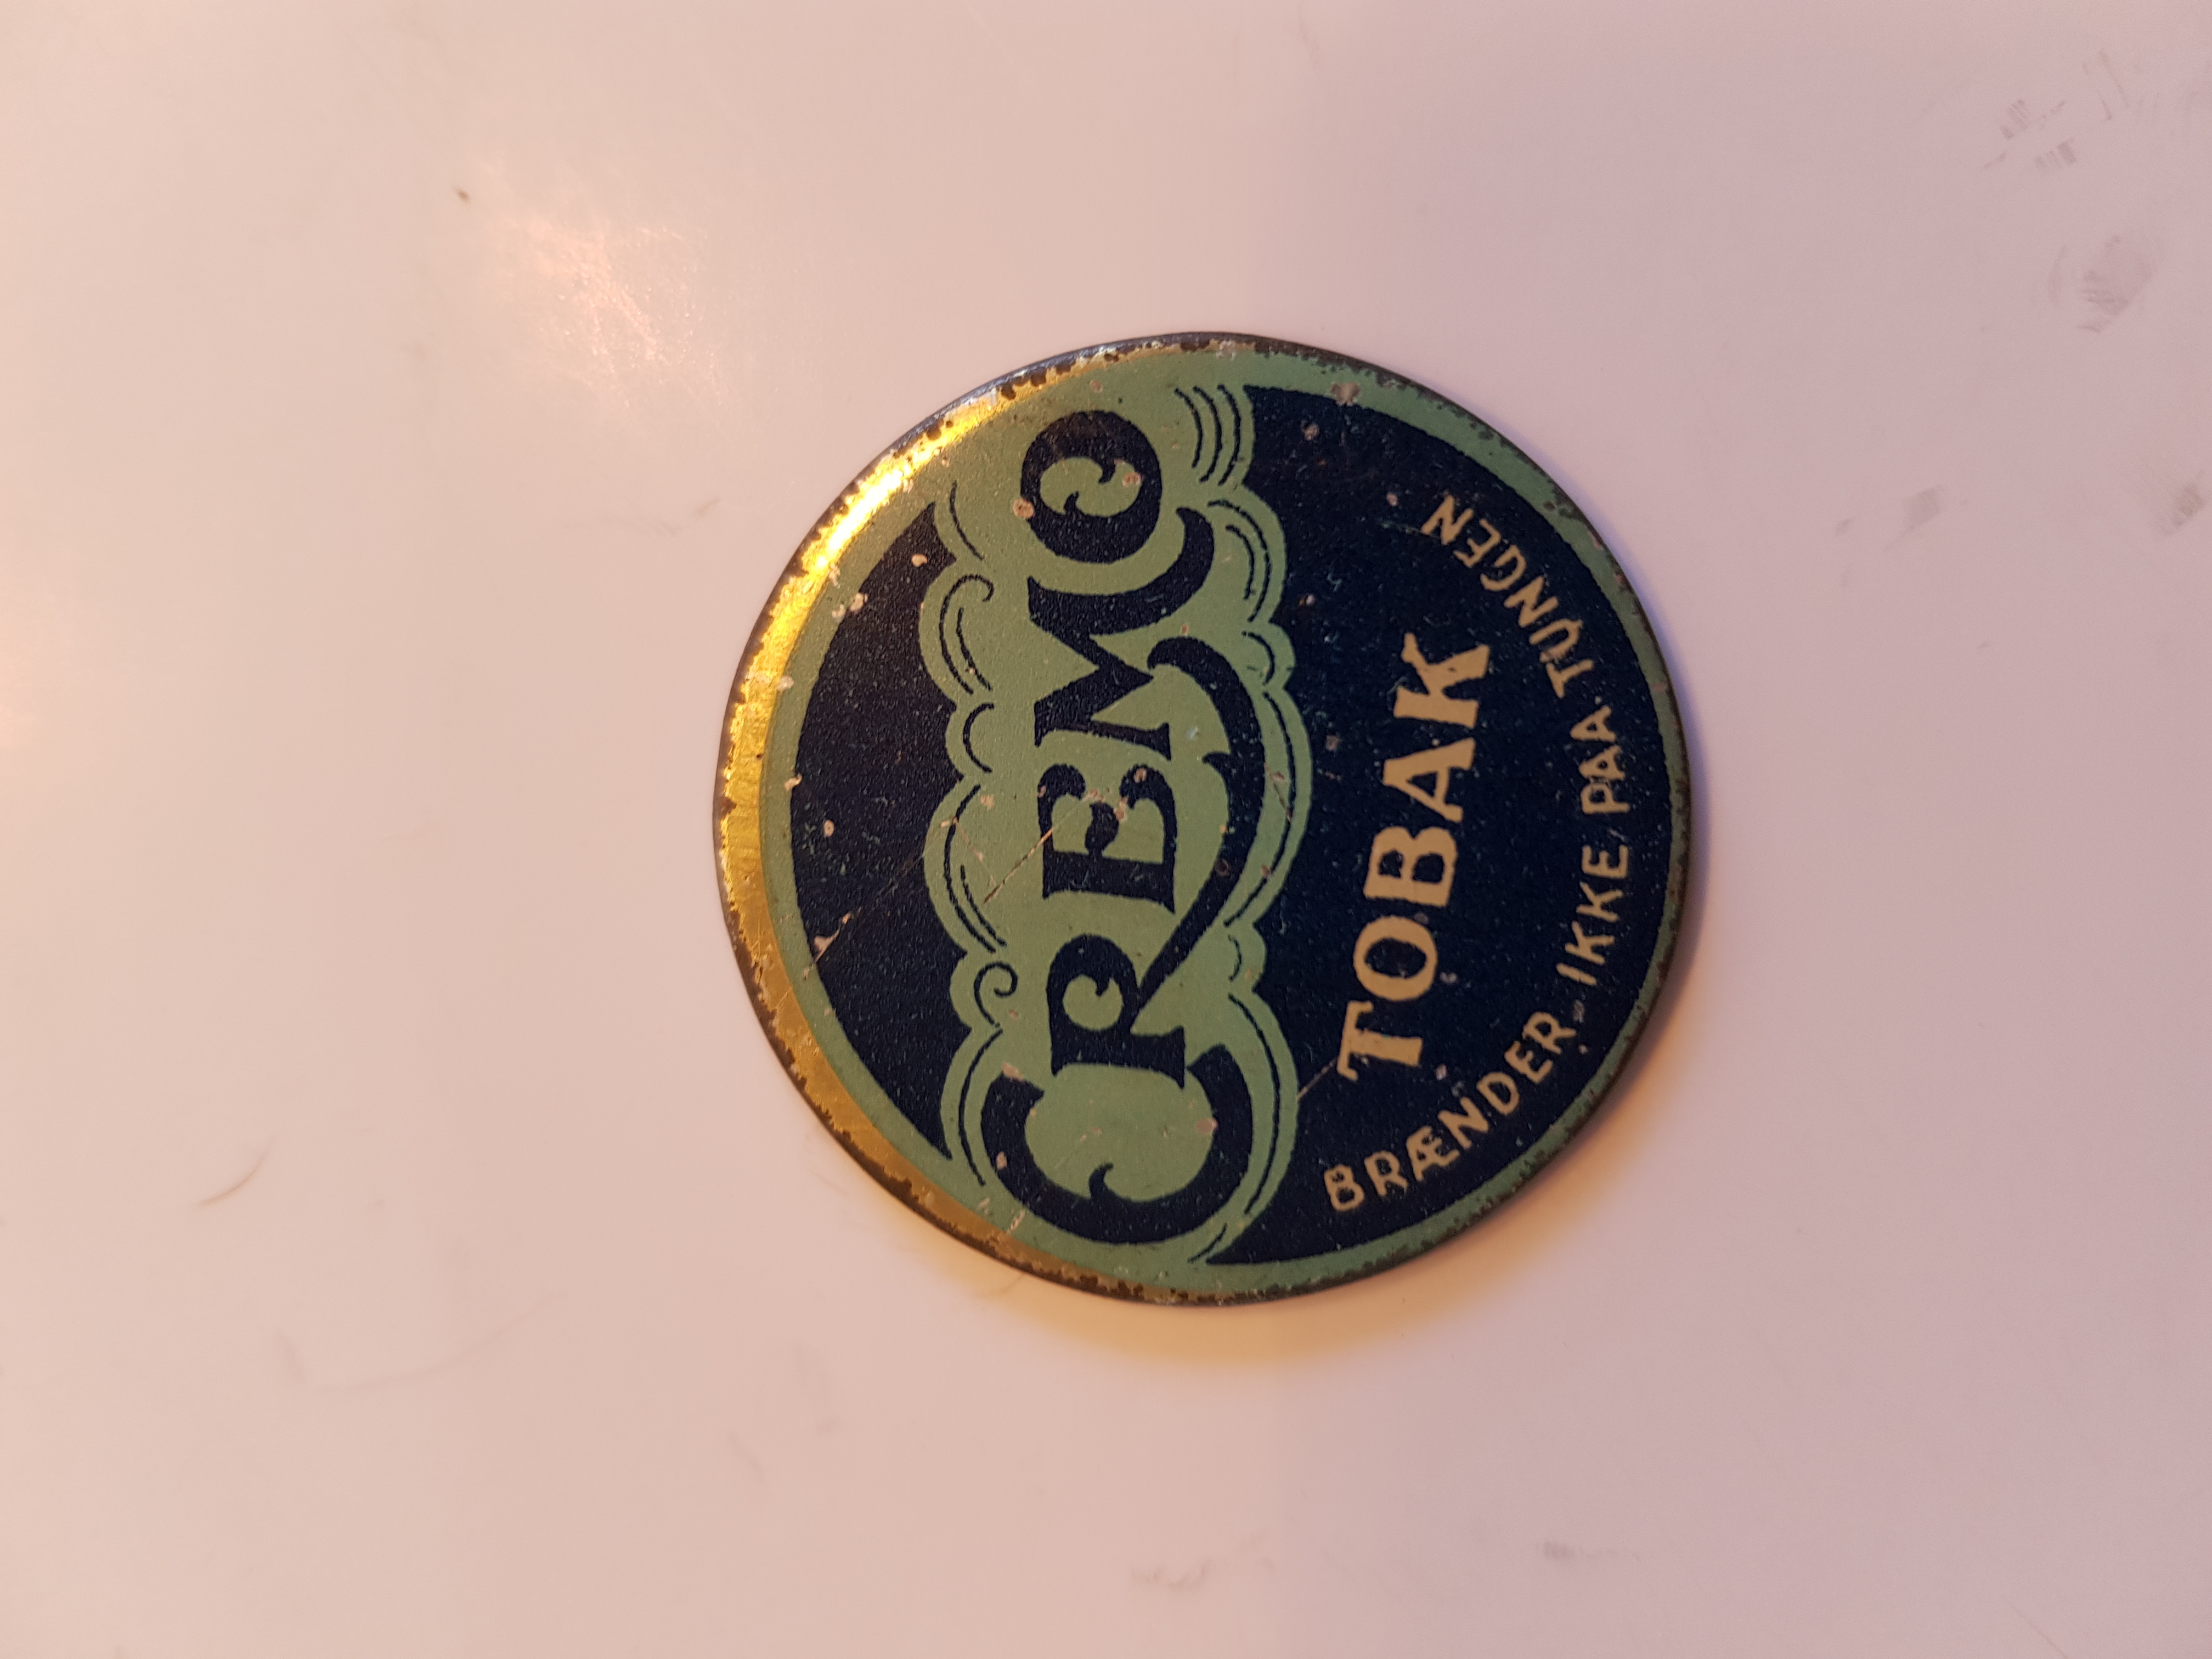 CREMO
TOBAK
BRÆNDER IKKE PAA TUNGEN